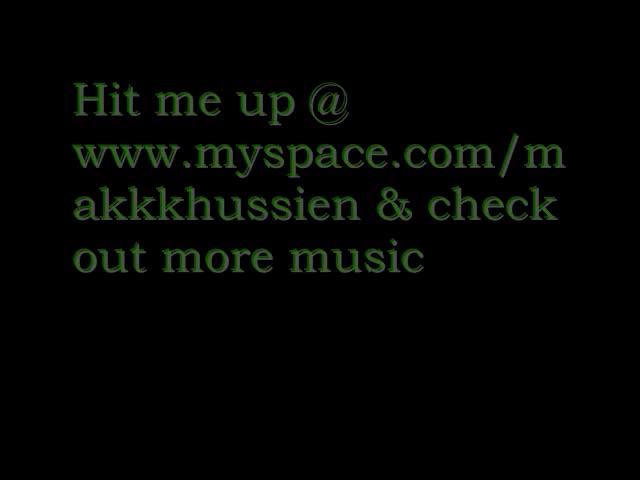 Hit me up @
www.myspace.com/m
akkkhussien & check
out more music